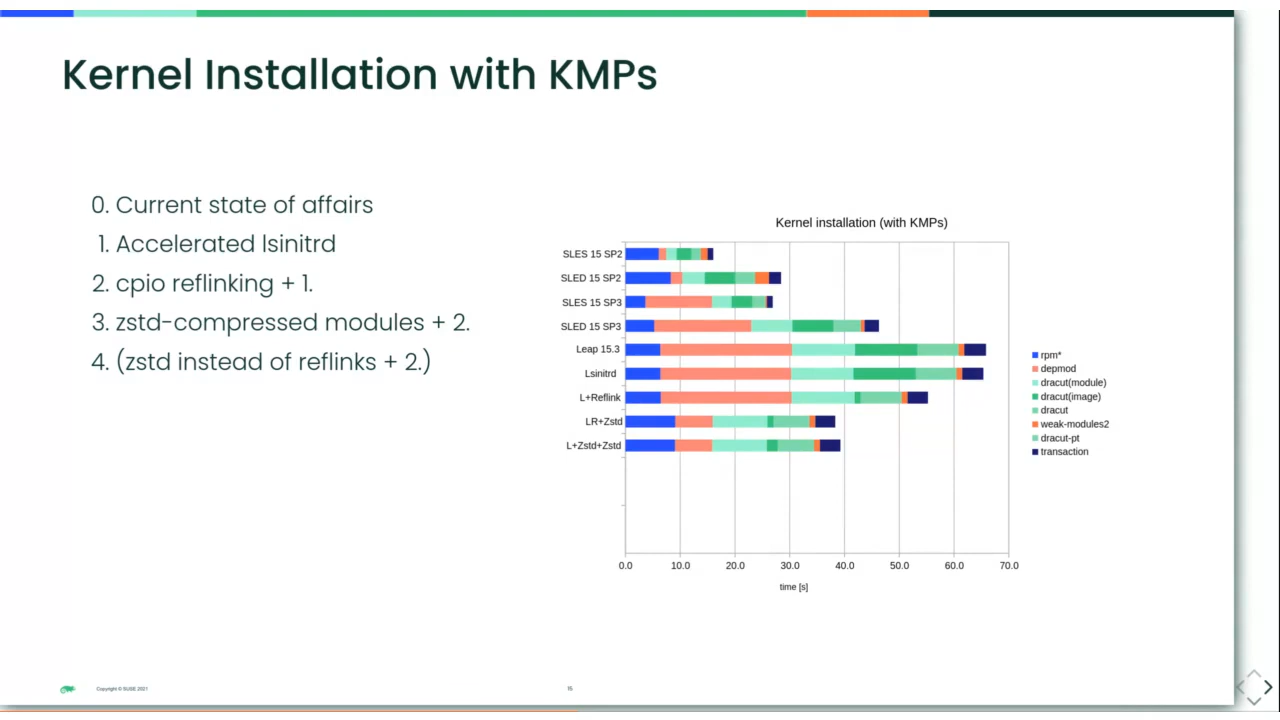 Kernel Installation with KMPs
0. Current state of affairs
1. Accelerated lsinitrd
2. cpio reflinking + 1.
3. zstd-compressed modules + 2.
4. (zstd instead of reflinks + 2.)
Kernel installation (with KMPs)
SLES 15 SP2
SLED 15 SP2
SLES 15 SP3
SLED 15 SP3
Leap 15.3
Lsinitrd
L+Reflink
LR+Zstd
L+Zstd+Zstd
0.0 10.0 20.0 30.0 40.0 50.0 60.0 70.0
time [s]
rpm*
depmod
dracut(module)
dracut(image)
dracut
weak-modules2
dracut-pt
transaction
Copyright © SUSE 2021
15